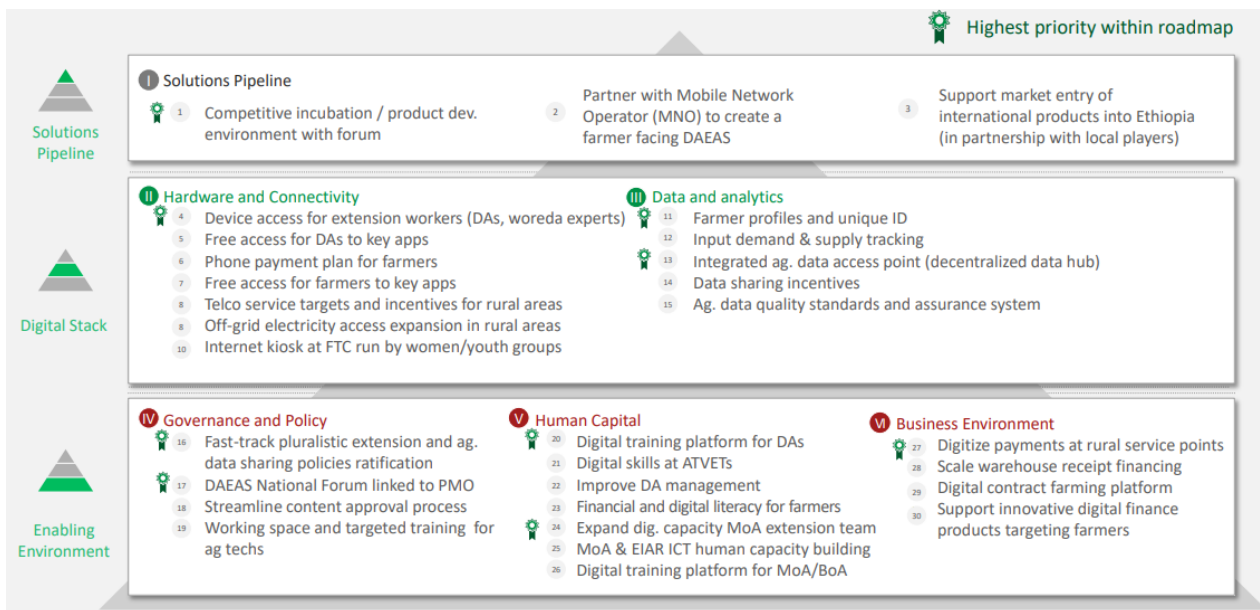 Highest priority within roadmap
Solutions
Pipeline
I Solutions Pipeline
1 Competitive incubation / product dev.
environment with forum
2 Partner with Mobile Network
Operator (MNO) to create a
farmer facing DAEAS
3 Support market entry of
international products into Ethiopia
(in partnership with local players)
Digital Stack
II Hardware and Connectivity
4 Device access for extension workers (DAs, woreda experts)
5 Free access for DAs to key apps
6 Phone payment plan for farmers
7 Free access for farmers to key apps
8 Telco service targets and incentives for rural areas
8 Off-grid electricity access expansion in rural areas
10 Internet kiosk at FTC run by women/youth groups
III Data and analytics
11 Farmer profiles and unique ID
12 Input demand & supply tracking
13 Integrated ag. data access point (decentralized data hub)
14 Data sharing incentives
15 Ag. data quality standards and assurance system
Enabling
Environment
IV Governance and Policy
16 Fast-track pluralistic extension and ag.
data sharing policies ratification
17 DAEAS National Forum linked to PMO
18 Streamline content approval process
19 Working space and targeted training for
ag techs
V Human Capital
20 Digital training platform for DAs
21 Digital skills at ATVETs
22 Improve DA management
23 Financial and digital literacy for farmers
24 Expand dig. capacity MoA extension team
25 MoA & EIAR ICT human capacity building
26 Digital training platform for MoA/BoA
VI Business Environment
27 Digitize payments at rural service points
28 Scale warehouse receipt financing
29 Digital contract farming platform
30 Support innovative digital finance
products targeting farmers